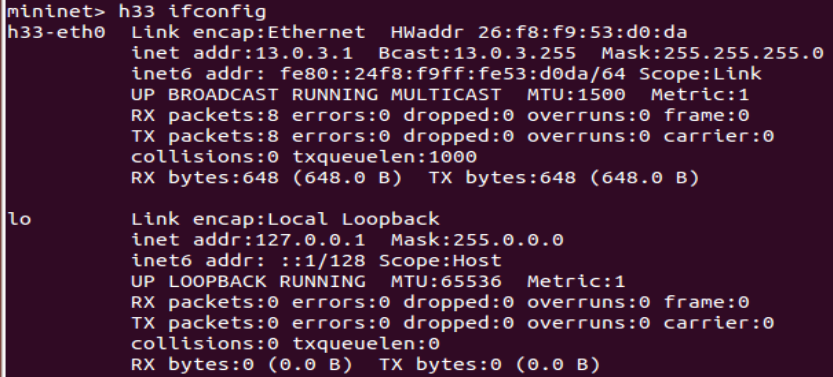 mininet> h33 ifconfig
h33-eth0  Link encap:Ethernet  HWaddr 26:f8:f9:53:d0:da
          inet addr:13.0.3.1  Bcast:13.0.3.255  Mask:255.255.255.0
          inet6 addr: fe80::24f8:f9ff:fe53:d0da/64 Scope:Link
          UP BROADCAST RUNNING MULTICAST  MTU:1500  Metric:1
          RX packets:8 errors:0 dropped:0 overruns:0 frame:0
          TX packets:8 errors:0 dropped:0 overruns:0 carrier:0
          collisions:0 txqueuelen:1000
          RX bytes:648 (648.0 B)  TX bytes:648 (648.0 B)

lo        Link encap:Local Loopback
          inet addr:127.0.0.1  Mask:255.0.0.0
          inet6 addr: ::1/128 Scope:Host
          UP LOOPBACK RUNNING  MTU:65536  Metric:1
          RX packets:0 errors:0 dropped:0 overruns:0 frame:0
          TX packets:0 errors:0 dropped:0 overruns:0 carrier:0
          collisions:0 txqueuelen:0
          RX bytes:0 (0.0 B)  TX bytes:0 (0.0 B)